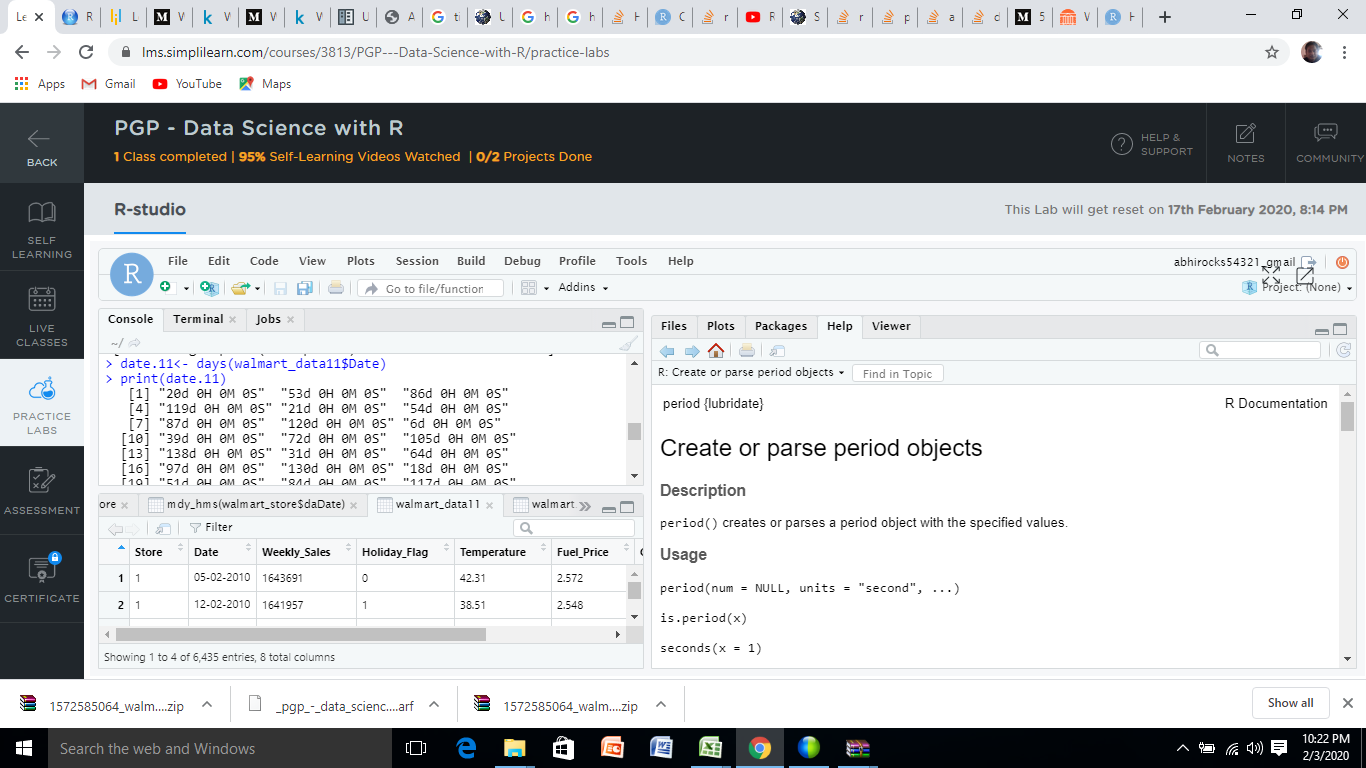 Le
R
Li
M W
k W
M W
k W
U
A
G ti
U
G h
G h
H
C
r
R
S
r
p
a
d
M 5
W
H
lms.simplilearn.com/courses/3813/PGP---Data-Science-with-R/practice-labs
Apps Gmail YouTube Maps
BACK
PGP - Data Science with R
1 Class completed | 95% Self-Learning Videos Watched | 0/2 Projects Done
HELP & SUPPORT
NOTES
COMMUNITY
SELF LEARNING
LIVE CLASSES
PRACTICE LABS
ASSESSMENT
CERTIFICATE
R-studio
This Lab will get reset on 17th February 2020, 8:14 PM
R
File Edit Code View Plots Session Build Debug Profile Tools Help
abhirocks54321_gmail
Go to file/function Addins
Project: (None)
Console Terminal Jobs
~/
> date.11<- days(walmart_data11$Date)
> print(date.11)
[1] "20d 0H 0M 0S" "53d 0H 0M 0S" "86d 0H 0M 0S"
[4] "119d 0H 0M 0S" "21d 0H 0M 0S" "54d 0H 0M 0S"
[7] "87d 0H 0M 0S" "120d 0H 0M 0S" "6d 0H 0M 0S"
[10] "39d 0H 0M 0S" "72d 0H 0M 0S" "105d 0H 0M 0S"
[13] "138d 0H 0M 0S" "31d 0H 0M 0S" "64d 0H 0M 0S"
[16] "97d 0H 0M 0S" "130d 0H 0M 0S" "18d 0H 0M 0S"
[19] "51d 0H 0M 0S" "84d 0H 0M 0S" "117d 0H 0M 0S"
ore mdy_hms(walmart_store$daDate) walmart_data11 walmart
Filter
Store Date Weekly_Sales Holiday_Flag Temperature Fuel_Price
1 1 05-02-2010 1643691 0 42.31 2.572
2 1 12-02-2010 1641957 1 38.51 2.548
Showing 1 to 4 of 6,435 entries, 8 total columns
Files Plots Packages Help Viewer
R: Create or parse period objects Find in Topic
period {lubridate} R Documentation
Create or parse period objects
Description
period() creates or parses a period object with the specified values.
Usage
period(num = NULL, units = "second", ...)
is.period(x)
seconds(x = 1)
1572585064_walm....zip
_pgp_-_data_scienc....arf
1572585064_walm....zip
Show all
Search the web and Windows
10:22 PM
2/3/2020